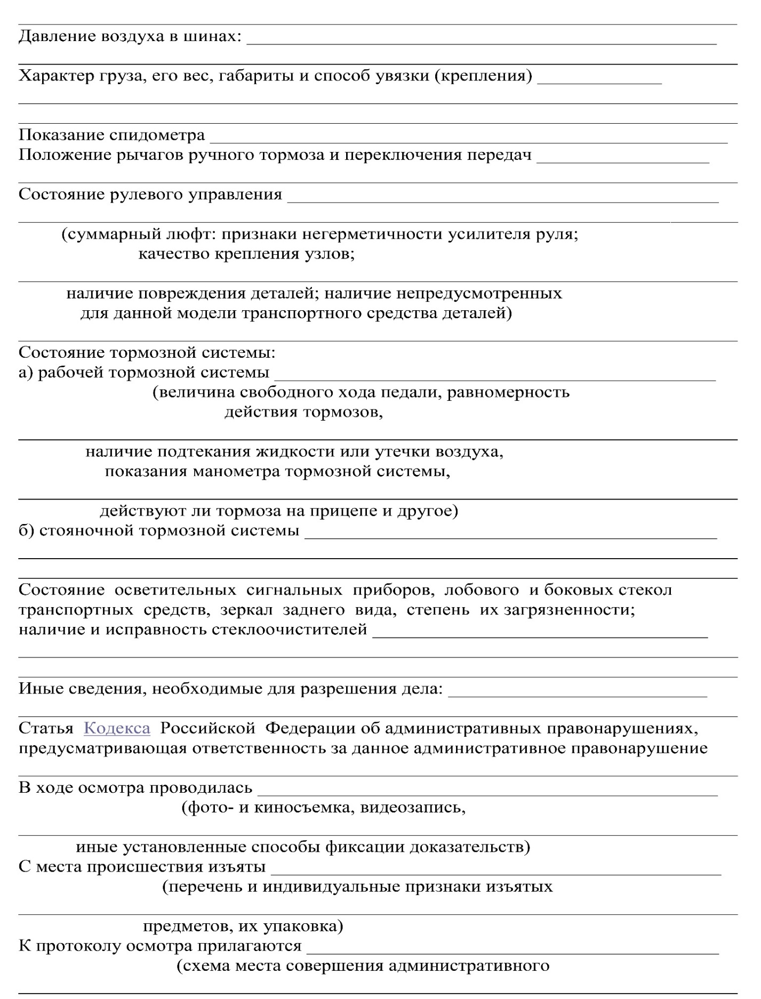 Давление воздуха в шинах:
Характер груза, его вес, габариты и способ увязки (крепления)
Показание спидометра
Положение рычагов ручного тормоза и переключения передач
Состояние рулевого управления
(суммарный люфт: признаки негерметичности усилителя руля;
качество крепления узлов;
наличие повреждения деталей; наличие непредусмотренных
для данной модели транспортного средства деталей)
Состояние тормозной системы:
а) рабочей тормозной системы
(величина свободного хода педали, равномерность
действия тормозов,
наличие подтекания жидкости или утечки воздуха,
показания манометра тормозной системы,
действуют ли тормоза на прицепе и другое)
б) стояночной тормозной системы
Состояние осветительных сигнальных приборов, лобового и боковых стекол
транспортных средств, зеркал заднего вида, степень их загрязненности;
наличие и исправность стеклоочистителей
Иные сведения, необходимые для разрешения дела:
Статья Кодекса Российской Федерации об административных правонарушениях,
предусматривающая ответственность за данное административное правонарушение
В ходе осмотра проводилась
(фото- и киносъемка, видеозапись,
иные установленные способы фиксации доказательств)
С места происшествия изъяты
(перечень и индивидуальные признаки изъятых
предметов, их упаковка)
К протоколу осмотра прилагаются
(схема места совершения административного